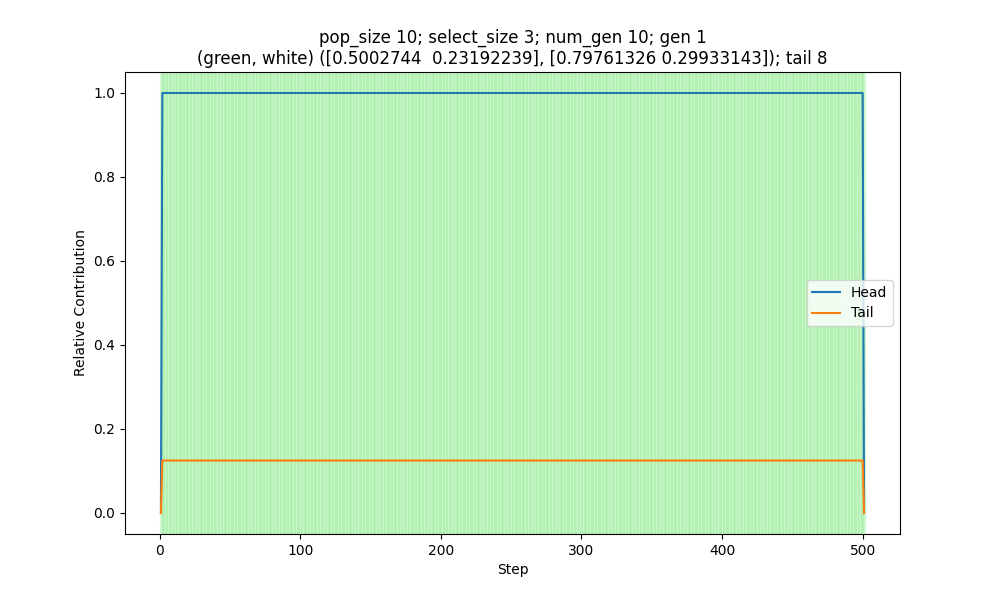 pop_size 10; select_size 3; num_gen 10; gen 1
(green, white) ([0.5002744  0.23192239], [0.79761326 0.29933143]); tail 8
1.0
0.8
0.6
0.4
0.2
0.0
Relative Contribution
Head
Tail
0 100 200 300 400 500
Step